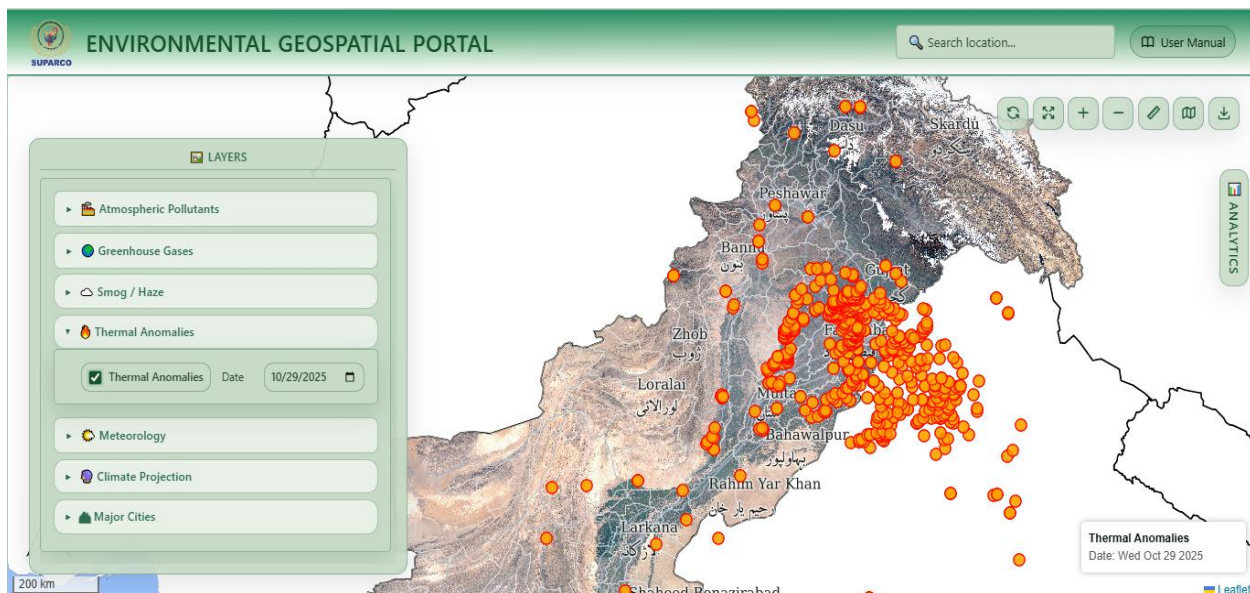 SUPARCO
ENVIRONMENTAL GEOSPATIAL PORTAL
Search location...
User Manual
LAYERS
Atmospheric Pollutants
Greenhouse Gases
Smog / Haze
Thermal Anomalies
Thermal Anomalies
Date
10/29/2025
Meteorology
Climate Projection
Major Cities
200 km
ANALYTICS
Dasu
Skardu
Peshawar
پشاور
Bannu
بنوں
Zhob
ژوب
Loralai
لورالائی
Bahawalpur
بہاولپور
Rahim Yar Khan
رحیم یار خان
Larkana
لاڑکانہ
Shaheed Benazirabad
Thermal Anomalies
Date: Wed Oct 29 2025
Leaflet